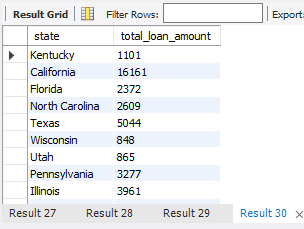 Result Grid Filter Rows: Export:
state total_loan_amount
Kentucky 1101
California 16161
Florida 2372
North Carolina 2609
Texas 5044
Wisconsin 848
Utah 865
Pennsylvania 3277
Illinois 3961
Result 27 Result 28 Result 29 Result 30